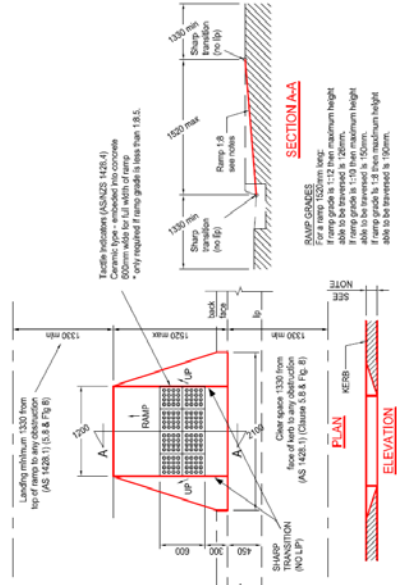 Landing minimum 1330 from
top of ramp to any obstruction
(AS 1428.1) (5.8 & Fig 8)
Tactile Indicators (AS/NZS 1428.4)
Ceramic type - embedded into concrete
600mm wide for full width of ramp
* only required if ramp grade is less than 1:8.5.
1330 min
1520 max
1330 min
1200
A
RAMP
UP
UP
A
2100
back
face
lip
600
300
450
SHARP
TRANSITION
(NO LIP)
Clear space 1330 from
face of kerb to any obstruction
(AS 1428.1) (Clause 5.8 & Fig. 8)
PLAN
KERB
SEE
NOTE
ELEVATION
1330 min
Sharp
transition
(no lip)
1520 max
Ramp 1:8
see notes
1330 min
Sharp
transition
(no lip)
SECTION A-A
RAMP GRADES
For a ramp 1520mm long:
If ramp grade is 1:12 then maximum height
able to be traversed is 126mm.
If ramp grade is 1:10 then maximum height
able to be traversed is 150mm.
If ramp grade is 1:8 then maximum height
able to be traversed is 190mm.